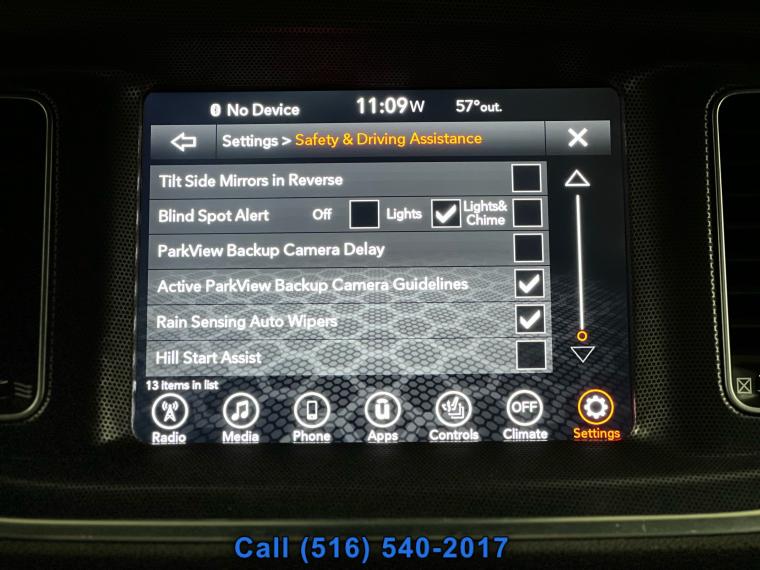 No Device 11:09W 57°out.
Settings > Safety & Driving Assistance
Tilt Side Mirrors in Reverse
Blind Spot Alert Off Lights Lights& Chime
ParkView Backup Camera Delay
Active ParkView Backup Camera Guidelines
Rain Sensing Auto Wipers
Hill Start Assist
13 items in list
OFF
Radio Media Phone Apps Controls Climate Settings
Call (516) 540-2017